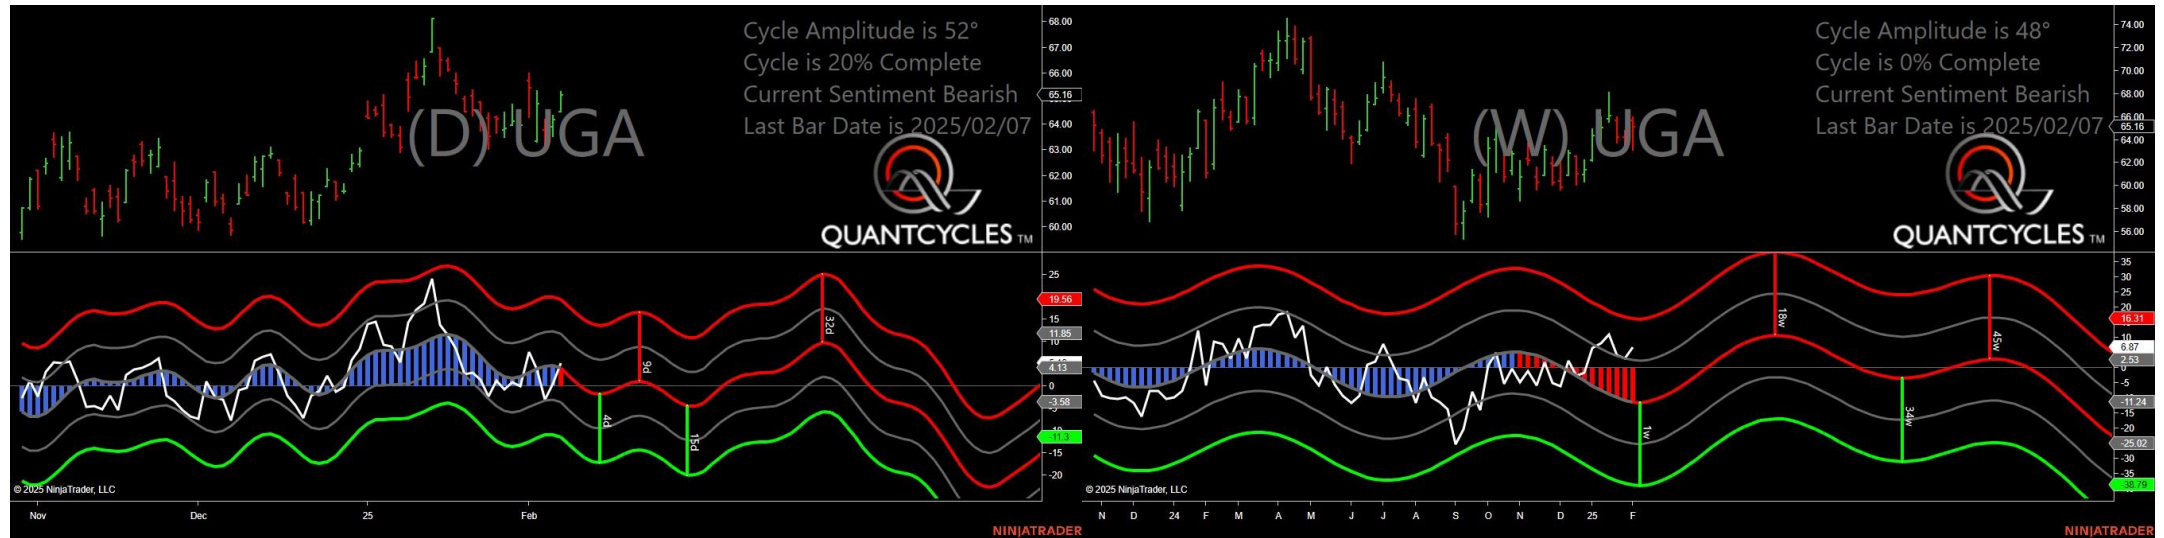 Cycle Amplitude is 52°
Cycle is 20% Complete
Current Sentiment Bearish
Last Bar Date is 2025/02/07
(D) UGA
QUANTCYCLES TM
68.00
67.00
66.00
65.16
64.00
63.00
62.00
61.00
60.00
25
19.56
15
11.85
10
4.13
0
-3.58
-11.3
-15
-20
9d
32d
4d
15d
© 2025 NinjaTrader, LLC
Nov
Dec
25
Feb
NINJATRADER
Cycle Amplitude is 48°
Cycle is 0% Complete
Current Sentiment Bearish
Last Bar Date is 2025/02/07
(W) UGA
QUANTCYCLES TM
74.00
72.00
70.00
68.00
66.00
65.16
64.00
62.00
60.00
58.00
56.00
35
30
25
20
16.31
10
6.87
2.53
-5
-11.24
-15
-20
-25.02
-30
-35
-38.79
18w
45w
1w
34w
© 2025 NinjaTrader, LLC
N D 24 F M A M J J A S O N D 25 F
NINJATRADER